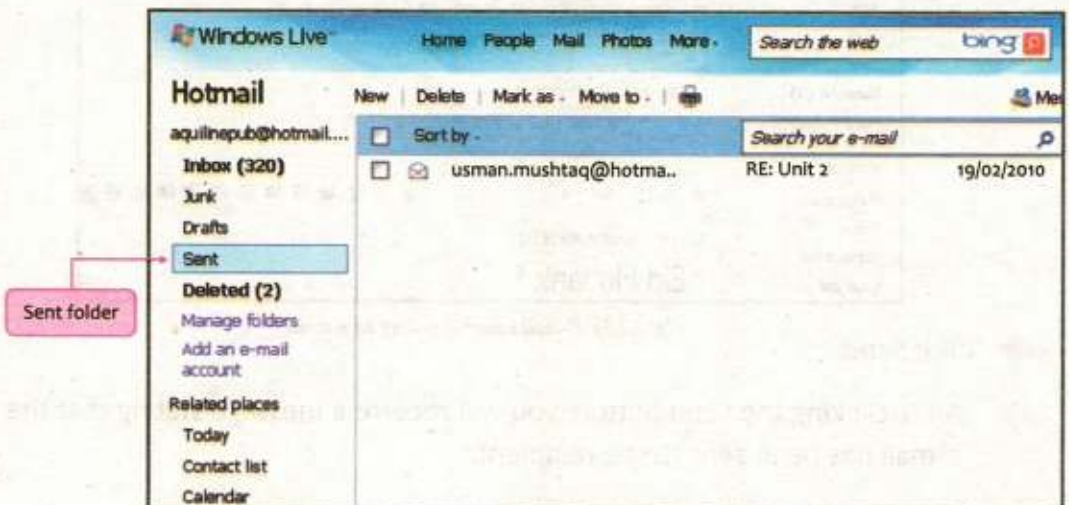 Windows Live™ Home People Mail Photos More Search the web bing
Hotmail New | Delete | Mark as Move to |
aquilinepub@hotmail.... Sort by Search your e-mail
Inbox (320) usman.mushtaq@hotma.. RE: Unit 2 19/02/2010
Junk
Drafts
Sent
Deleted (2)
Sent folder
Manage folders
Add an e-mail
account
Related places
Today
Contact list
Calendar